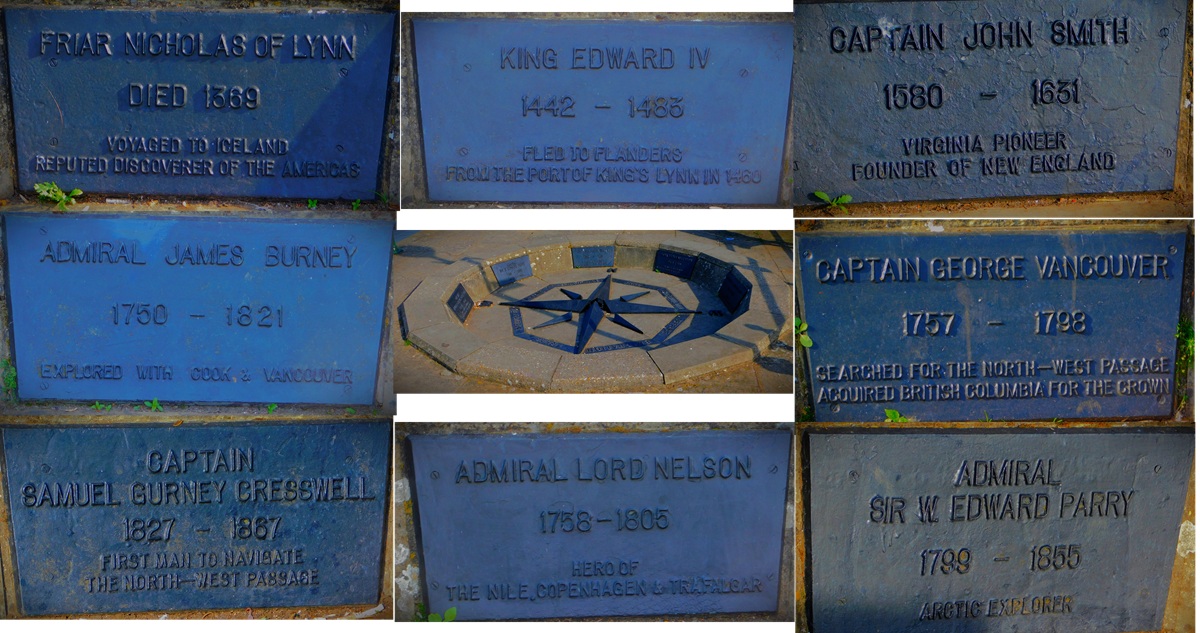 FRIAR NICHOLAS OF LYNN
DIED 1369
VOYAGED TO ICELAND
REPUTED DISCOVERER OF THE AMERICAS
KING EDWARD IV
1442 - 1483
FLED TO FLANDERS
FROM THE PORT OF KING'S LYNN IN 1460
CAPTAIN JOHN SMITH
1580 - 1631
VIRGINIA PIONEER
FOUNDER OF NEW ENGLAND
ADMIRAL JAMES BURNEY
1750 - 1821
EXPLORED WITH COOK & VANCOUVER
CAPTAIN GEORGE VANCOUVER
1757 - 1798
SEARCHED FOR THE NORTH-WEST PASSAGE
ACQUIRED BRITISH COLUMBIA FOR THE CROWN
CAPTAIN
SAMUEL GURNEY CRESSWELL
1827 - 1867
FIRST MAN TO NAVIGATE
THE NORTH-WEST PASSAGE
ADMIRAL LORD NELSON
1758-1805
HERO OF
THE NILE, COPENHAGEN & TRAFALGAR
ADMIRAL
SIR W. EDWARD PARRY
1799 - 1855
ARCTIC EXPLORER